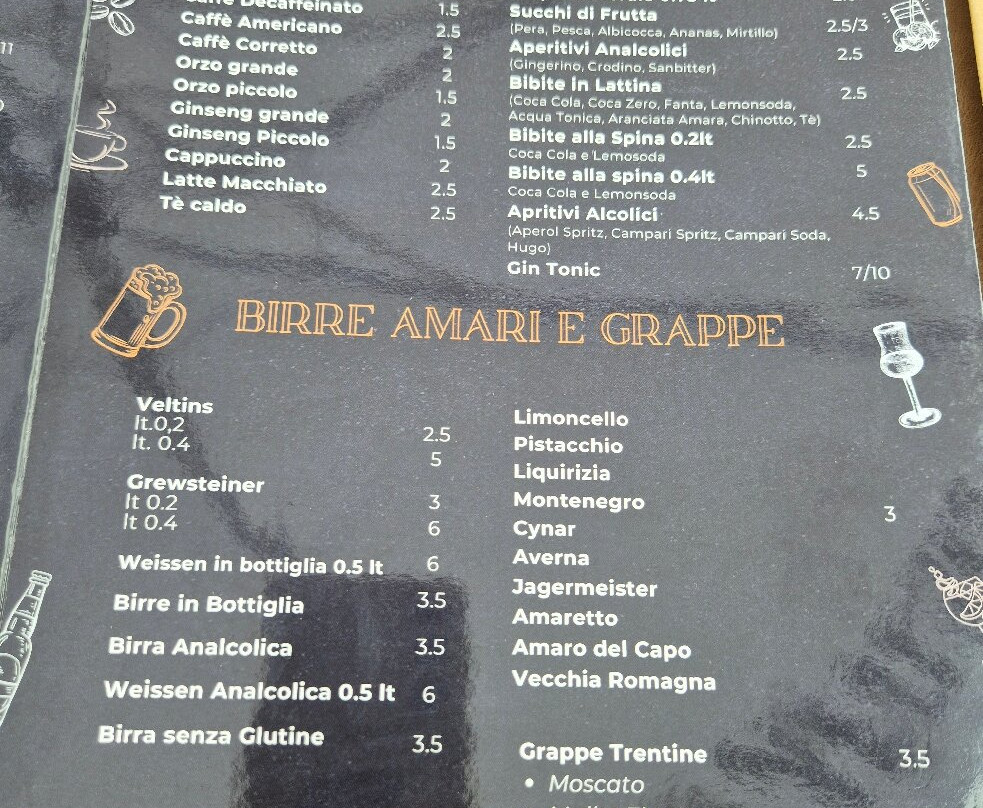 Decaffeinato 1.5
Caffè Americano 2.5
Caffè Corretto 2
Orzo grande 2
Orzo piccolo 1.5
Ginseng grande 2
Ginseng Piccolo 1.5
Cappuccino 2
Latte Macchiato 2.5
Tè caldo 2.5
Succhi di Frutta 2.5/3
(Pera, Pesca, Albicocca, Ananas, Mirtillo)
Aperitivi Analcolici 2.5
(Gingerino, Crodino, Sanbitter)
Bibite in Lattina 2.5
(Coca Cola, Coca Zero, Fanta, Lemonsoda,
Acqua Tonica, Aranciata Amara, Chinotto, Tè)
Bibite alla Spina 0.2lt 2.5
Coca Cola e Lemosoda
Bibite alla spina 0.4lt 5
Coca Cola e Lemonsoda
Apritivi Alcolici 4.5
(Aperol Spritz, Campari Spritz, Campari Soda,
Hugo)
Gin Tonic 7/10
BIRRE AMARI E GRAPPE
Veltins
lt.0,2 2.5
lt. 0.4 5
Grewsteiner
lt 0.2 3
lt 0.4 6
Weissen in bottiglia 0.5 lt 6
Birre in Bottiglia 3.5
Birra Analcolica 3.5
Weissen Analcolica 0.5 lt 6
Birra senza Glutine 3.5
Limoncello
Pistacchio
Liquirizia
Montenegro 3
Cynar
Averna
Jagermeister
Amaretto
Amaro del Capo
Vecchia Romagna
Grappe Trentine 3.5
• Moscato